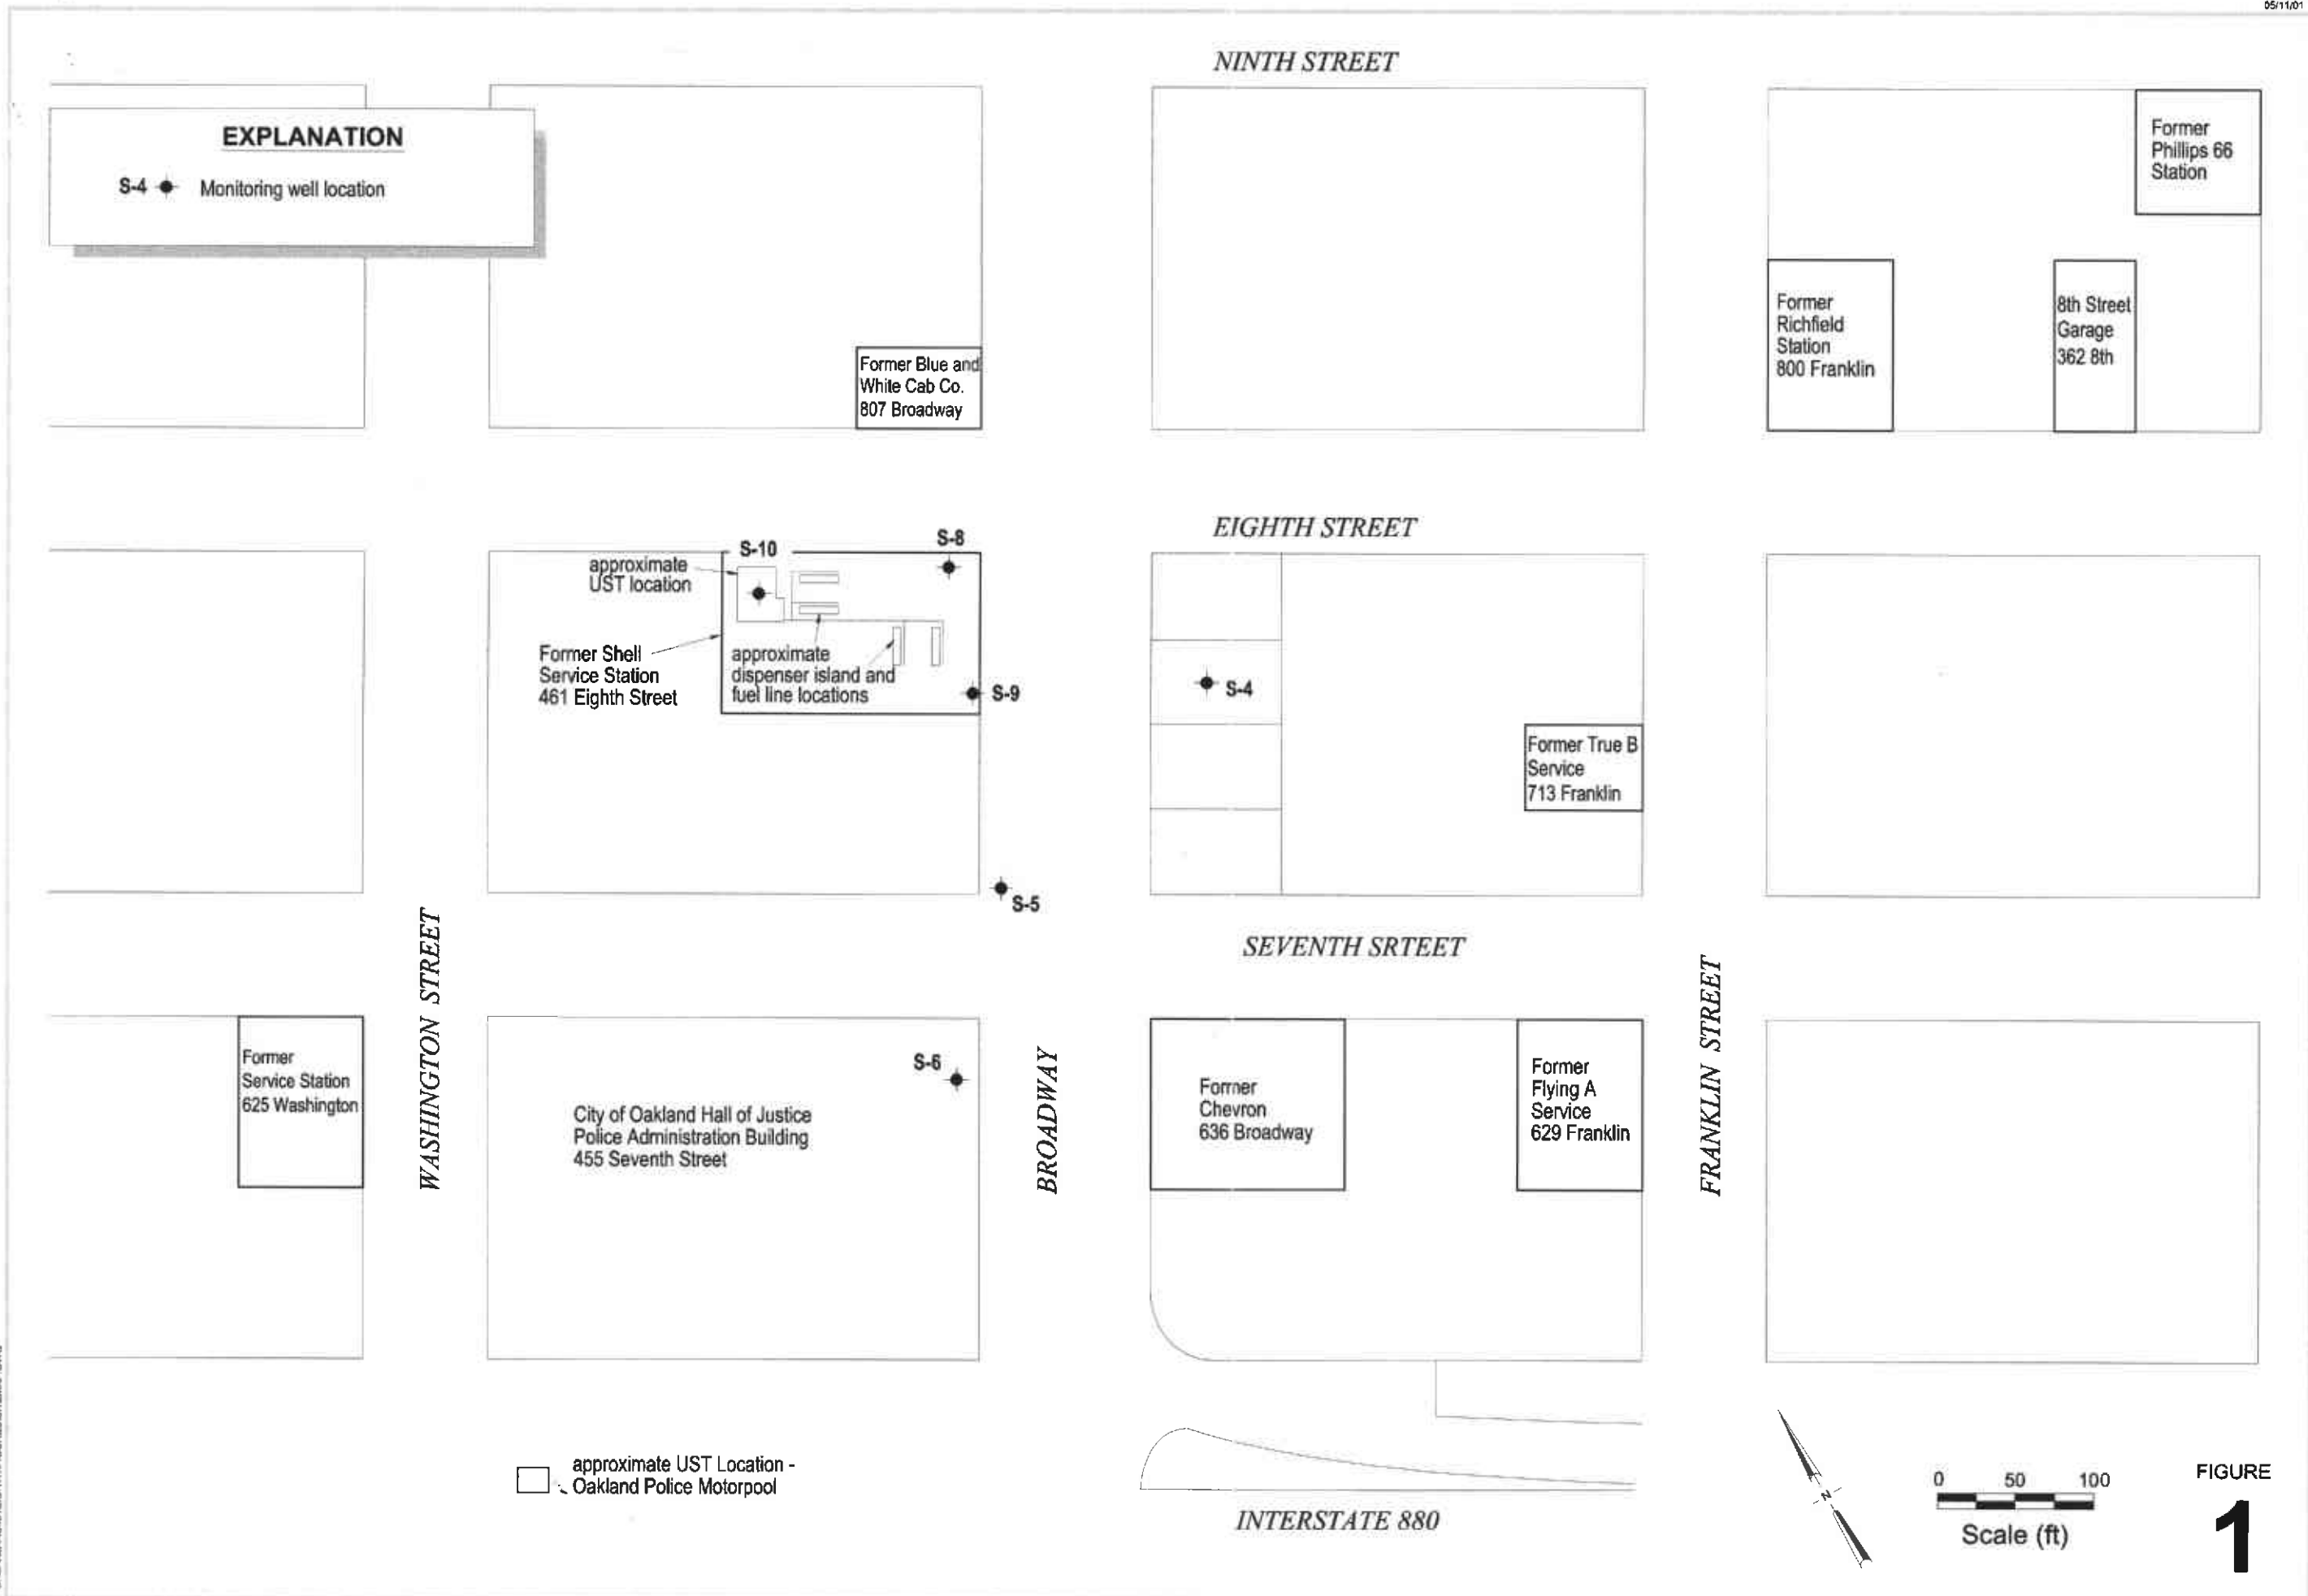 05/11/01
NINTH STREET
EXPLANATION
S-4 Monitoring well location
Former
Phillips 66
Station
Former
Richfield
Station
800 Franklin
8th Street
Garage
362 8th
Former Blue and
White Cab Co.
807 Broadway
EIGHTH STREET
S-10
S-8
approximate
UST location
Former Shell
Service Station
461 Eighth Street
approximate
dispenser island and
fuel line locations
S-9
S-4
Former True B
Service
713 Franklin
S-5
SEVENTH SRTEET
WASHINGTON STREET
BROADWAY
FRANKLIN STREET
Former
Service Station
625 Washington
S-6
City of Oakland Hall of Justice
Police Administration Building
455 Seventh Street
Former
Chevron
636 Broadway
Former
Flying A
Service
629 Franklin
approximate UST Location -
Oakland Police Motorpool
INTERSTATE 880
N
0 50 100
Scale (ft)
FIGURE
1